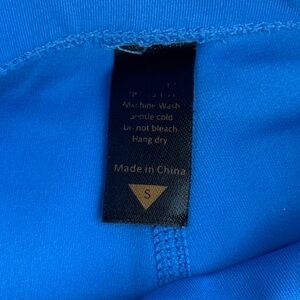 Machine Wash
Gentle cold
Do not bleach
Hang dry
Made in China
S